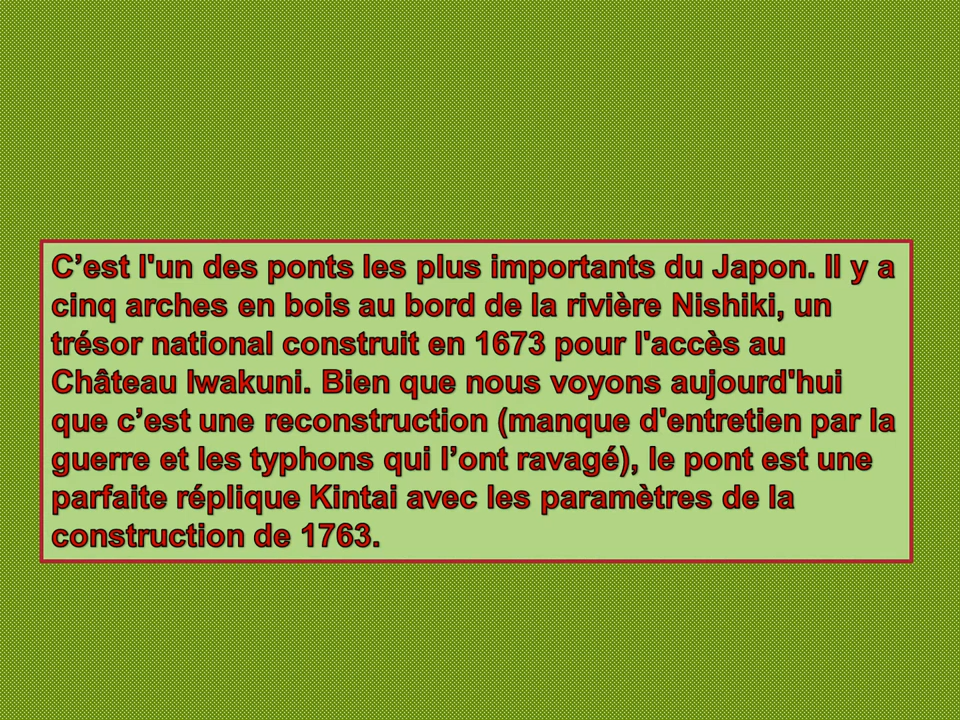 C’est l'un des ponts les plus importants du Japon. Il y a
cinq arches en bois au bord de la rivière Nishiki, un
trésor national construit en 1673 pour l'accès au
Château Iwakuni. Bien que nous voyons aujourd'hui
que c’est une reconstruction (manque d'entretien par la
guerre et les typhons qui l’ont ravagé), le pont est une
parfaite réplique Kintai avec les paramètres de la
construction de 1763.